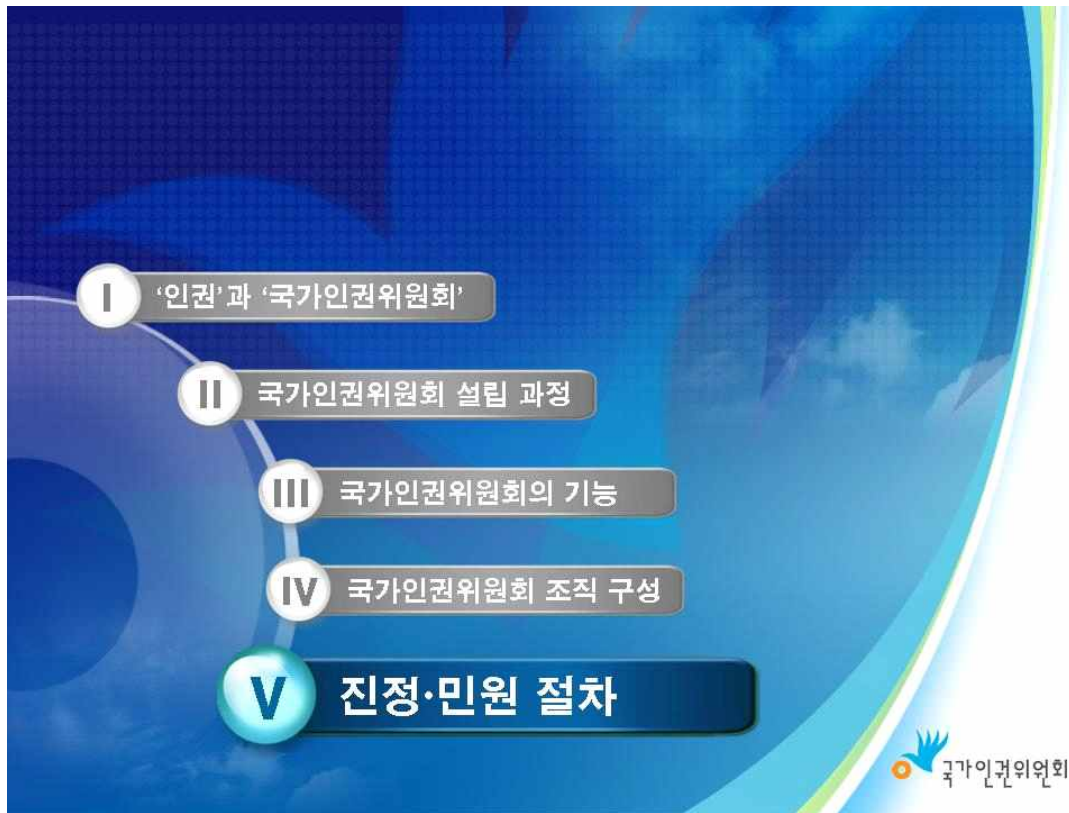 I ‘인권’과 ‘국가인권위원회’
II 국가인권위원회 설립 과정
III 국가인권위원회의 기능
IV 국가인권위원회 조직 구성
V 진정·민원 절차
국가인권위원회